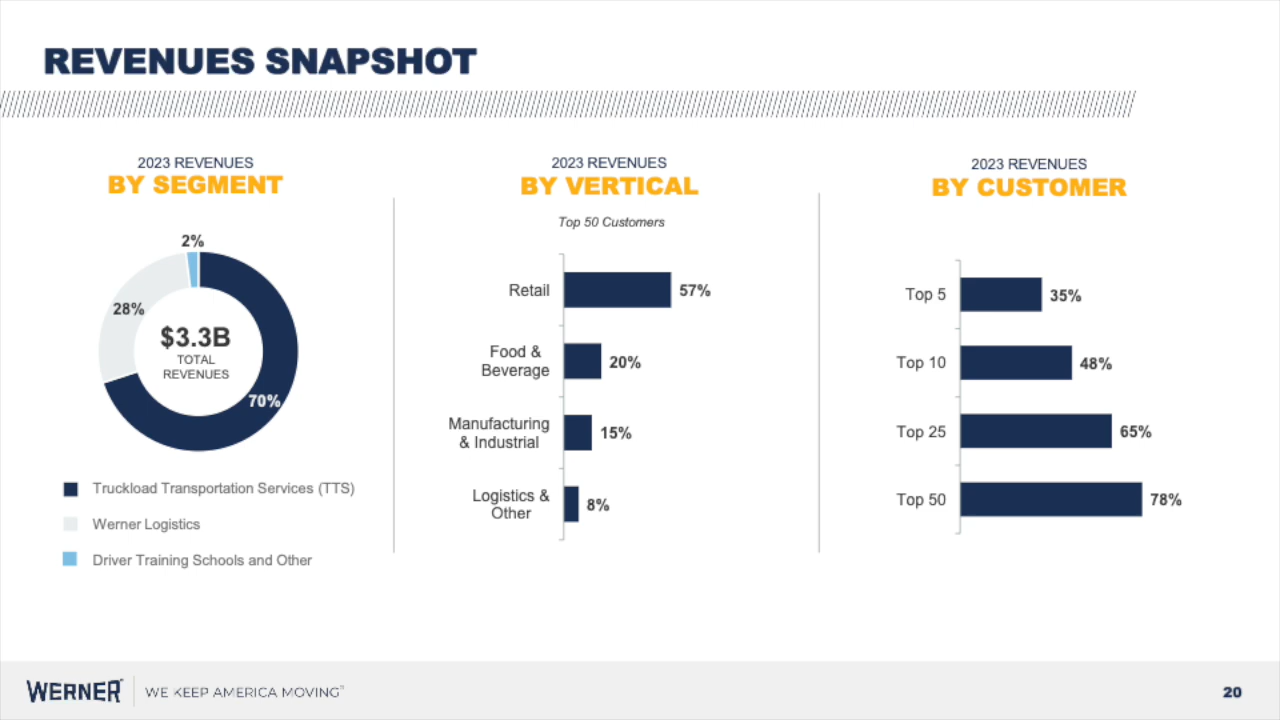 REVENUES SNAPSHOT
2023 REVENUES
BY SEGMENT
2%
28%
$3.3B
TOTAL
REVENUES
70%
Truckload Transportation Services (TTS)
Werner Logistics
Driver Training Schools and Other
2023 REVENUES
BY VERTICAL
Top 50 Customers
Retail
57%
Food &
Beverage
20%
Manufacturing
& Industrial
15%
Logistics &
Other
8%
2023 REVENUES
BY CUSTOMER
Top 5
35%
Top 10
48%
Top 25
65%
Top 50
78%
WERNER
WE KEEP AMERICA MOVING
20